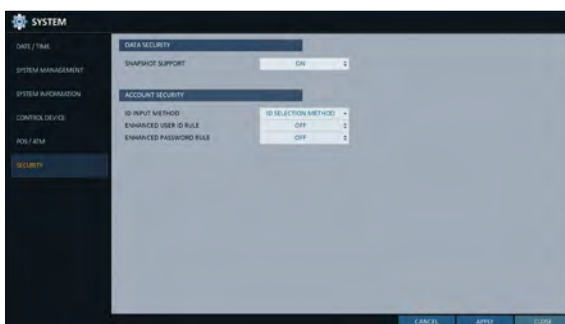 SYSTEM
DATE / TIME
SYSTEM MANAGEMENT
SYSTEM INFORMATION
CONTROL DEVICE
POS / ATM
SECURITY
DATA SECURITY
SNAPSHOT SUPPORT ON
ACCOUNT SECURITY
ID INPUT METHOD ID SELECTION METHOD
ENHANCED USER ID RULE OFF
ENHANCED PASSWORD RULE OFF
CANCEL APPLY CLOSE